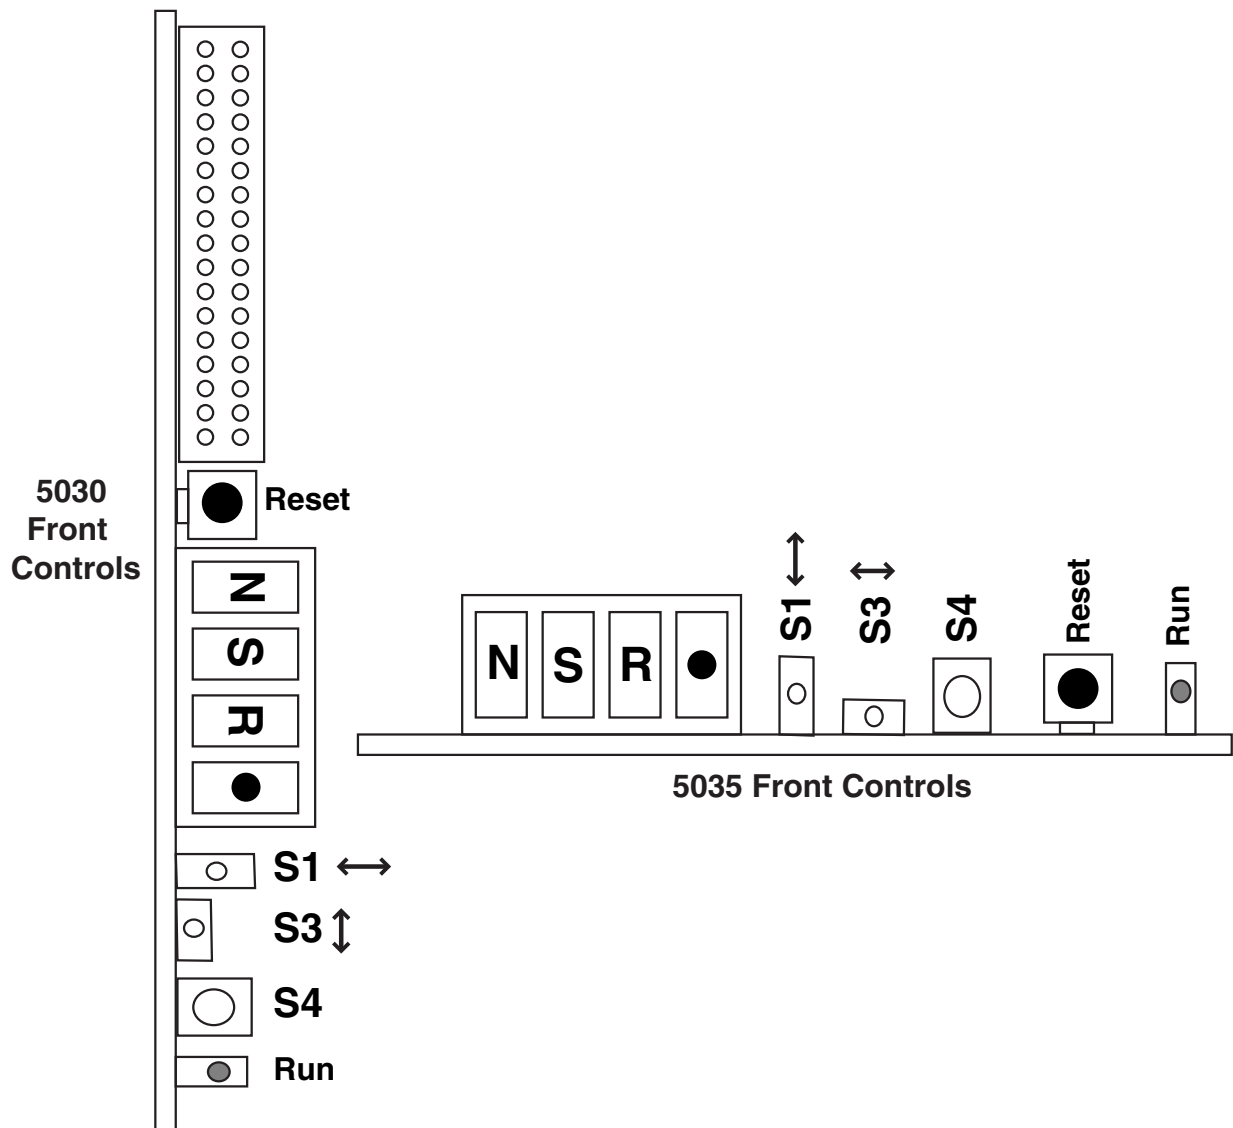 Reset
5030
Front
Controls
N
S
R
S1
S3
S4
Run
N S R
S1
S3
S4
Reset
Run
5035 Front Controls